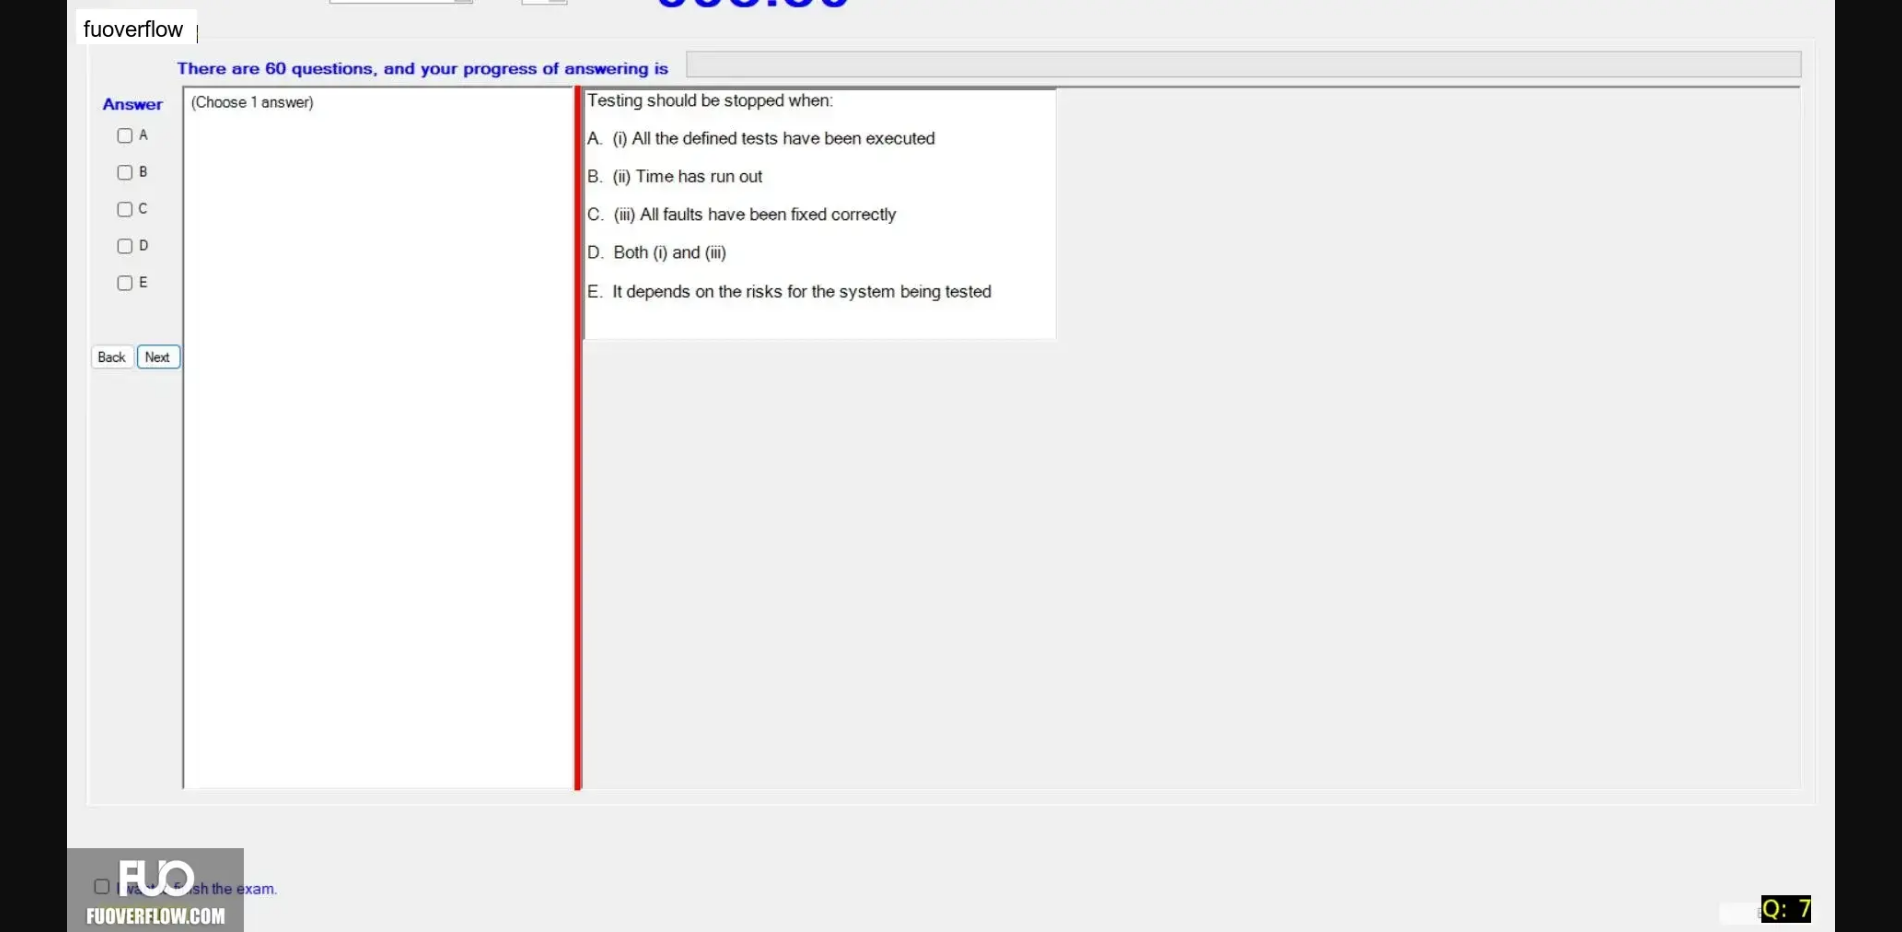 fuoverflow
There are 60 questions, and your progress of answering is
Answer
(Choose 1 answer)
A
B
C
D
E
Back Next
Testing should be stopped when:
A. (i) All the defined tests have been executed
B. (ii) Time has run out
C. (iii) All faults have been fixed correctly
D. Both (i) and (iii)
E. It depends on the risks for the system being tested
FUO
sh the exam.
FUOVERFLOW.COM
Q: 7